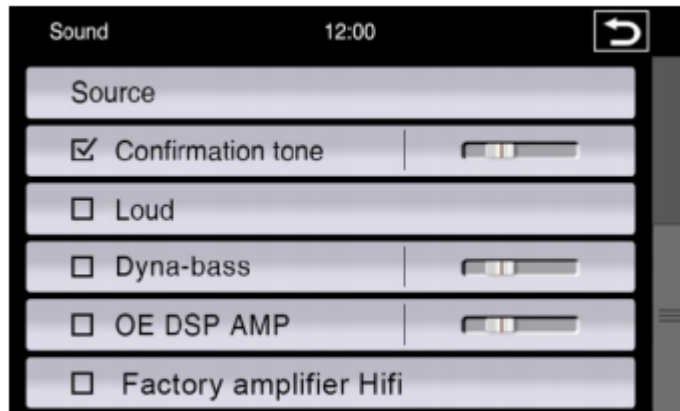 Sound 12:00
Source
Confirmation tone
Loud
Dyna-bass
OE DSP AMP
Factory amplifier Hifi